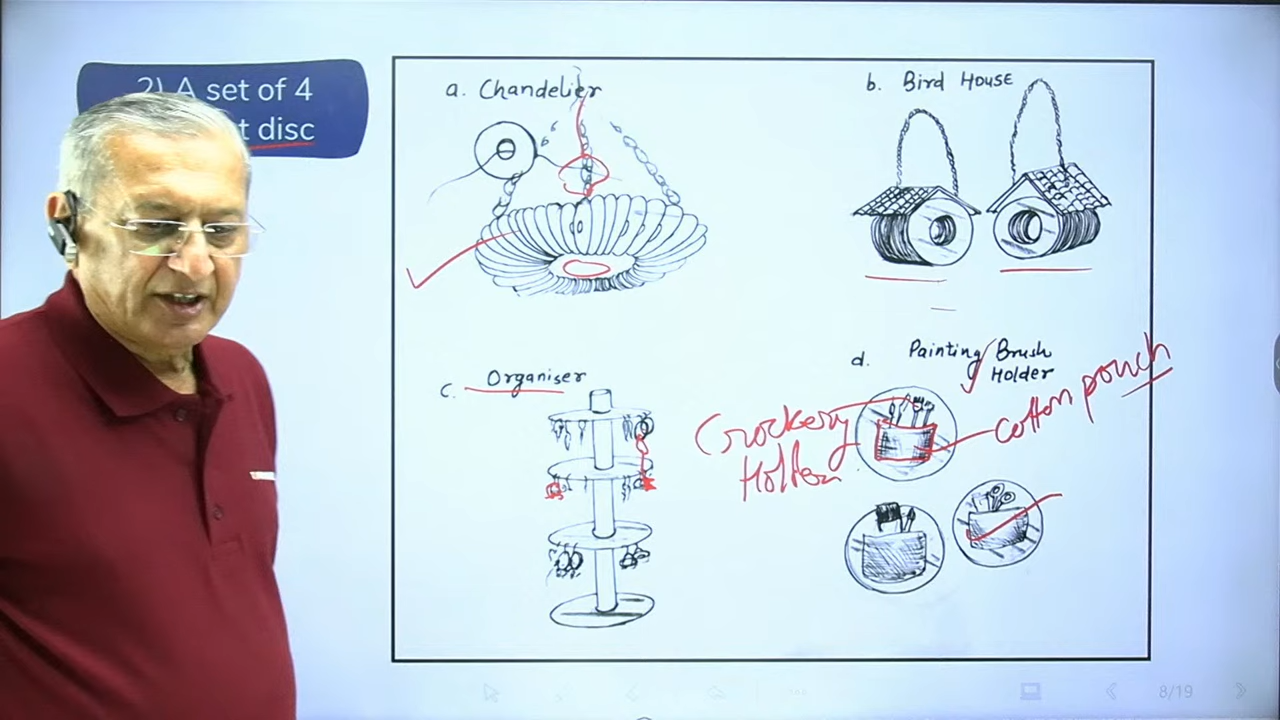 2) A set of 4
t disc
a. Chandelier
b. Bird House
c. Organiser
d. Painting Brush
Holder
Crockery
Holder
cotton pouch
8/19